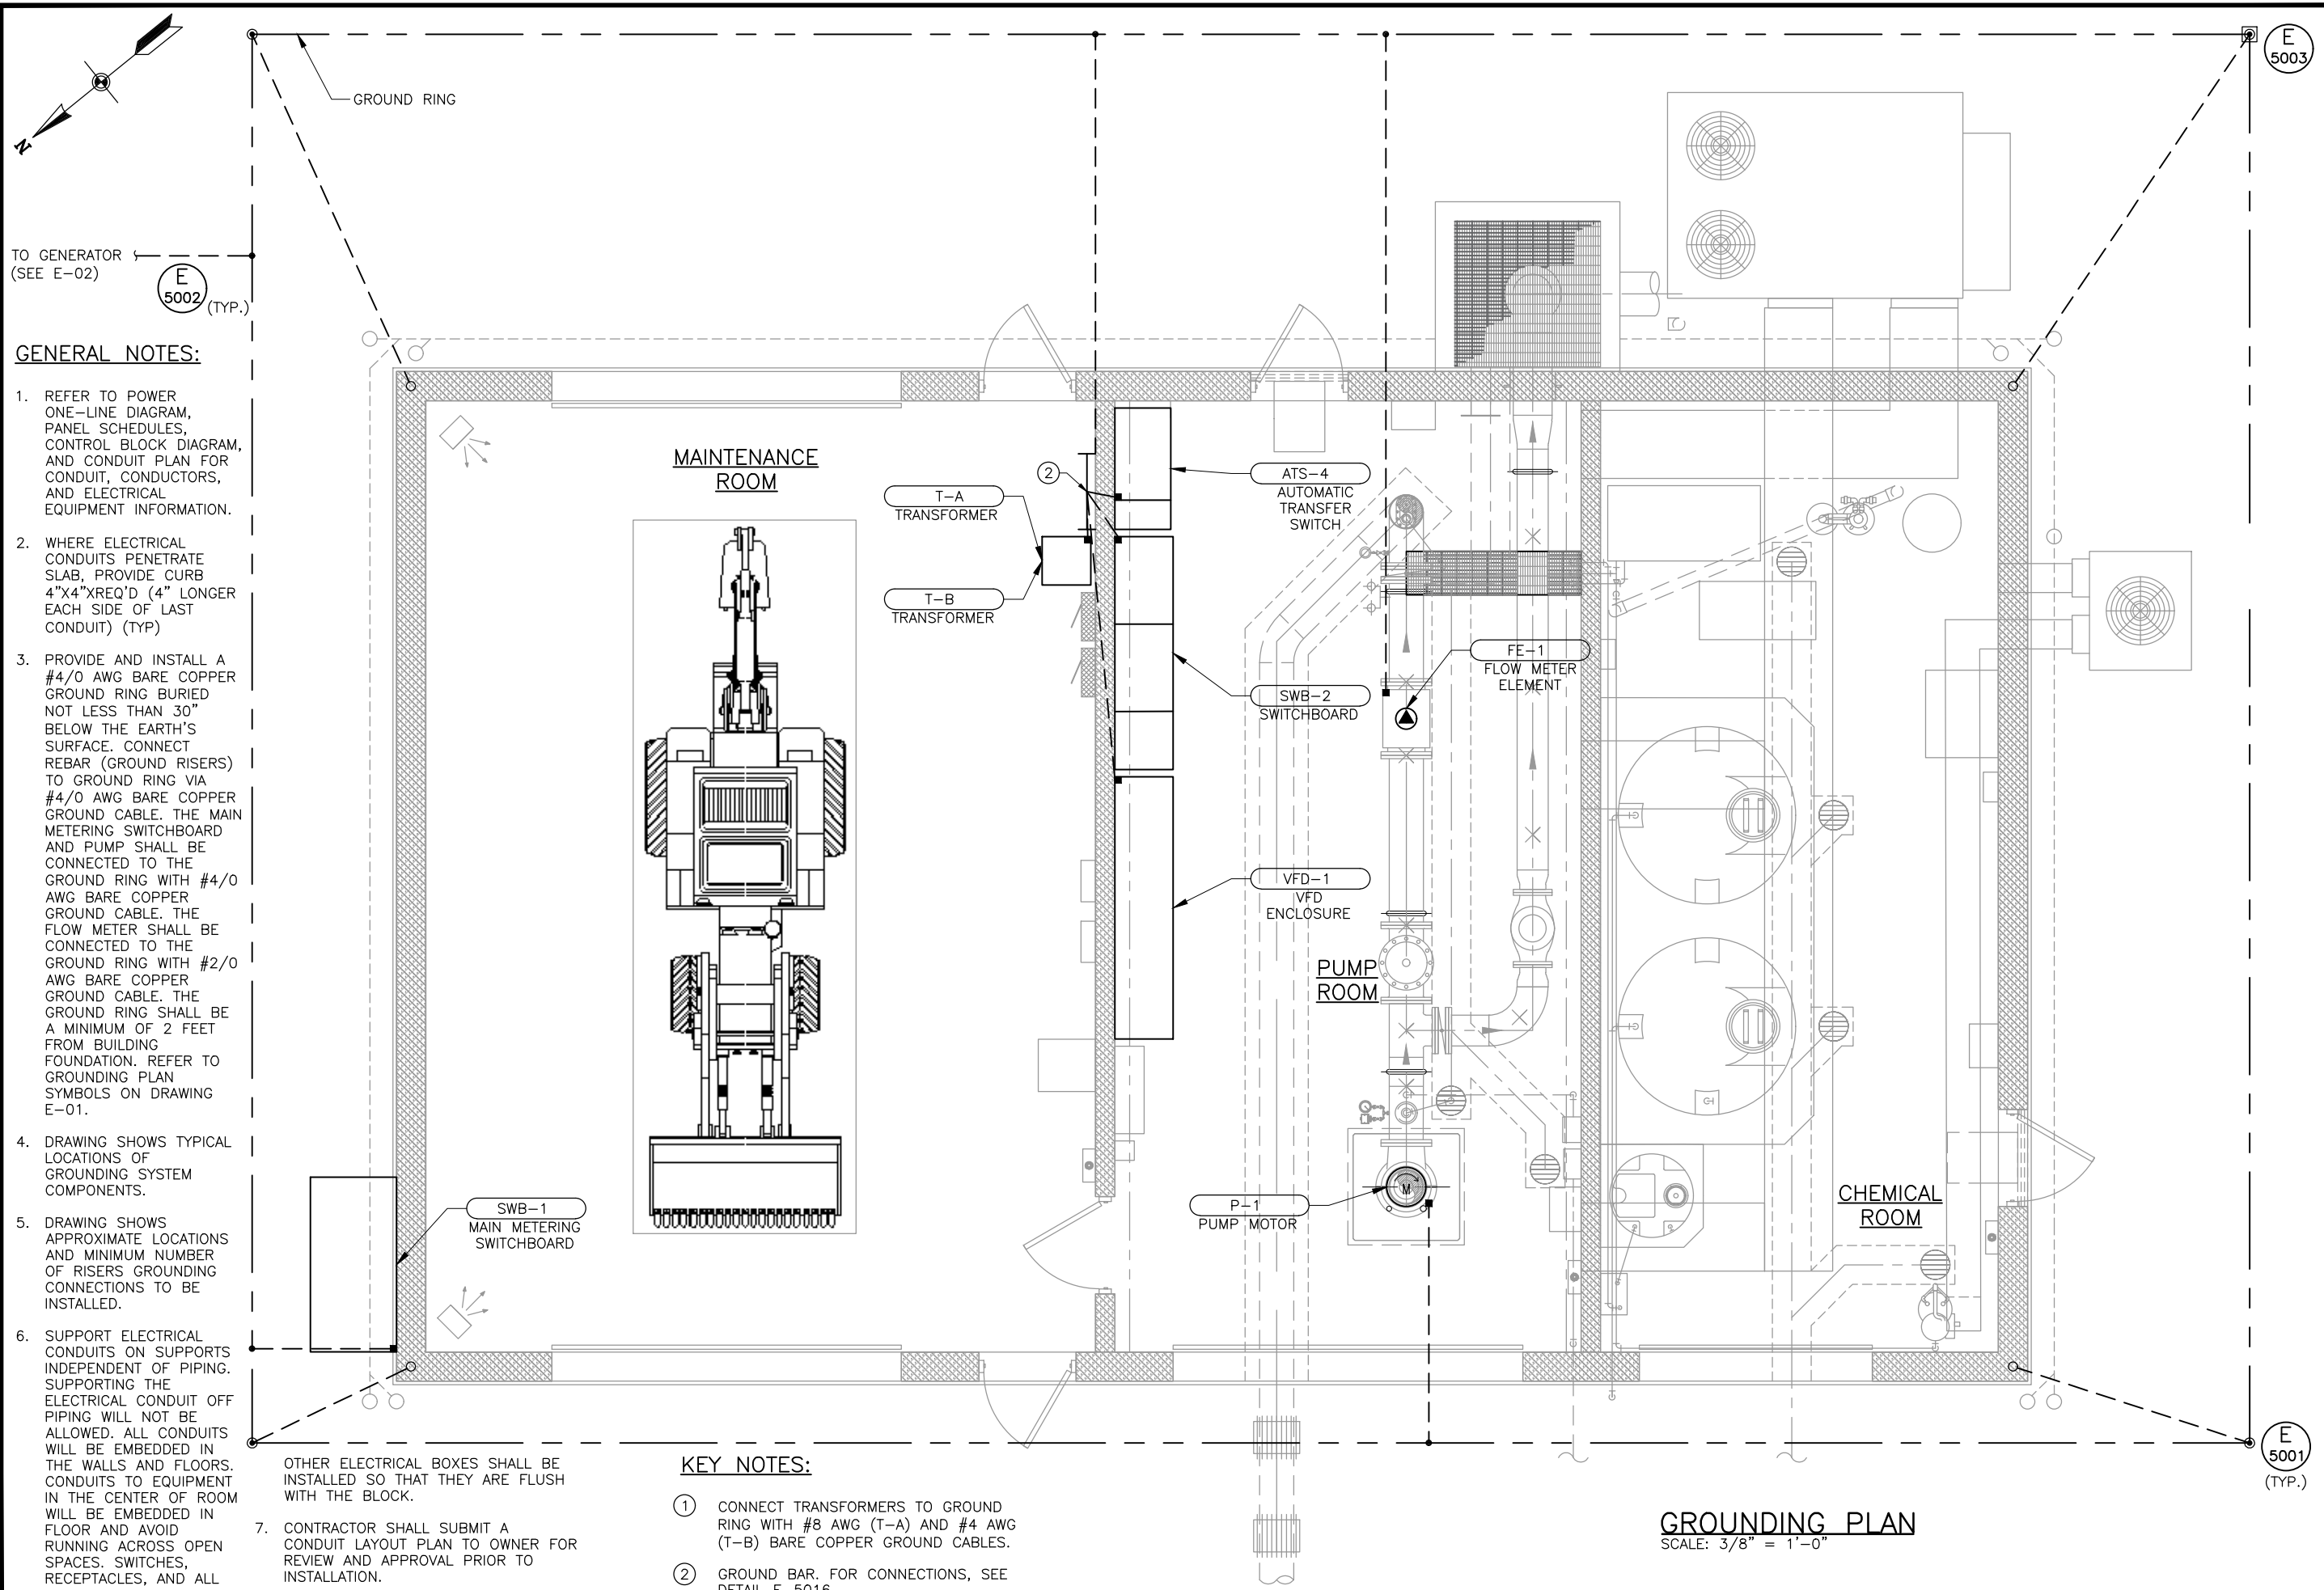 N
GROUND RING
E
5003
TO GENERATOR
(SEE E-02)
E
5002
(TYP.)
GENERAL NOTES:
1. REFER TO POWER
ONE-LINE DIAGRAM,
PANEL SCHEDULES,
CONTROL BLOCK DIAGRAM,
AND CONDUIT PLAN FOR
CONDUIT, CONDUCTORS,
AND ELECTRICAL
EQUIPMENT INFORMATION.
2. WHERE ELECTRICAL
CONDUITS PENETRATE
SLAB, PROVIDE CURB
4"X4"XREQ'D (4" LONGER
EACH SIDE OF LAST
CONDUIT) (TYP)
3. PROVIDE AND INSTALL A
#4/0 AWG BARE COPPER
GROUND RING BURIED
NOT LESS THAN 30"
BELOW THE EARTH'S
SURFACE. CONNECT
REBAR (GROUND RISERS)
TO GROUND RING VIA
#4/0 AWG BARE COPPER
GROUND CABLE. THE MAIN
METERING SWITCHBOARD
AND PUMP SHALL BE
CONNECTED TO THE
GROUND RING WITH #4/0
AWG BARE COPPER
GROUND CABLE. THE
FLOW METER SHALL BE
CONNECTED TO THE
GROUND RING WITH #2/0
AWG BARE COPPER
GROUND CABLE. THE
GROUND RING SHALL BE
A MINIMUM OF 2 FEET
FROM BUILDING
FOUNDATION. REFER TO
GROUNDING PLAN
SYMBOLS ON DRAWING
E-01.
4. DRAWING SHOWS TYPICAL
LOCATIONS OF
GROUNDING SYSTEM
COMPONENTS.
5. DRAWING SHOWS
APPROXIMATE LOCATIONS
AND MINIMUM NUMBER
OF RISERS GROUNDING
CONNECTIONS TO BE
INSTALLED.
6. SUPPORT ELECTRICAL
CONDUITS ON SUPPORTS
INDEPENDENT OF PIPING.
SUPPORTING THE
ELECTRICAL CONDUIT OFF
PIPING WILL NOT BE
ALLOWED. ALL CONDUITS
WILL BE EMBEDDED IN
THE WALLS AND FLOORS.
CONDUITS TO EQUIPMENT
IN THE CENTER OF ROOM
WILL BE EMBEDDED IN
FLOOR AND AVOID
RUNNING ACROSS OPEN
SPACES. SWITCHES,
RECEPTACLES, AND ALL
OTHER ELECTRICAL BOXES SHALL BE
INSTALLED SO THAT THEY ARE FLUSH
WITH THE BLOCK.
7. CONTRACTOR SHALL SUBMIT A
CONDUIT LAYOUT PLAN TO OWNER FOR
REVIEW AND APPROVAL PRIOR TO
INSTALLATION.
MAINTENANCE
ROOM
2
T-A
TRANSFORMER
T-B
TRANSFORMER
ATS-4
AUTOMATIC
TRANSFER
SWITCH
FE-1
FLOW METER
ELEMENT
SWB-2
SWITCHBOARD
VFD-1
VFD
ENCLOSURE
PUMP
ROOM
P-1
PUMP MOTOR
M
SWB-1
MAIN METERING
SWITCHBOARD
CHEMICAL
ROOM
E
5001
(TYP.)
KEY NOTES:
1 CONNECT TRANSFORMERS TO GROUND
RING WITH #8 AWG (T-A) AND #4 AWG
(T-B) BARE COPPER GROUND CABLES.
2 GROUND BAR. FOR CONNECTIONS, SEE
DETAIL E-5016
GROUNDING PLAN
SCALE: 3/8" = 1'-0"